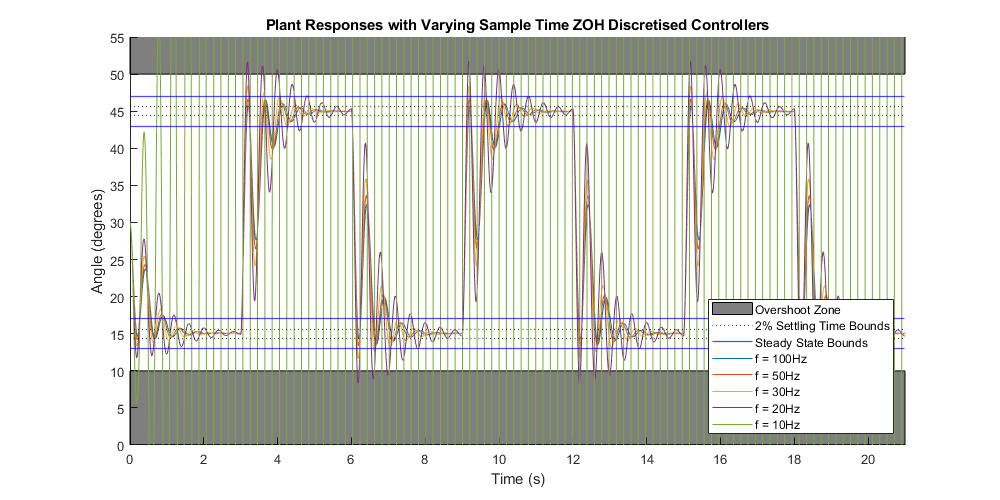 Plant Responses with Varying Sample Time ZOH Discretised Controllers
55
50
45
40
35
30
25
20
15
10
5
0
Angle (degrees)
Overshoot Zone
2% Settling Time Bounds
Steady State Bounds
f = 100Hz
f = 50Hz
f = 30Hz
f = 20Hz
f = 10Hz
0 2 4 6 8 10 12 14 16 18 20
Time (s)